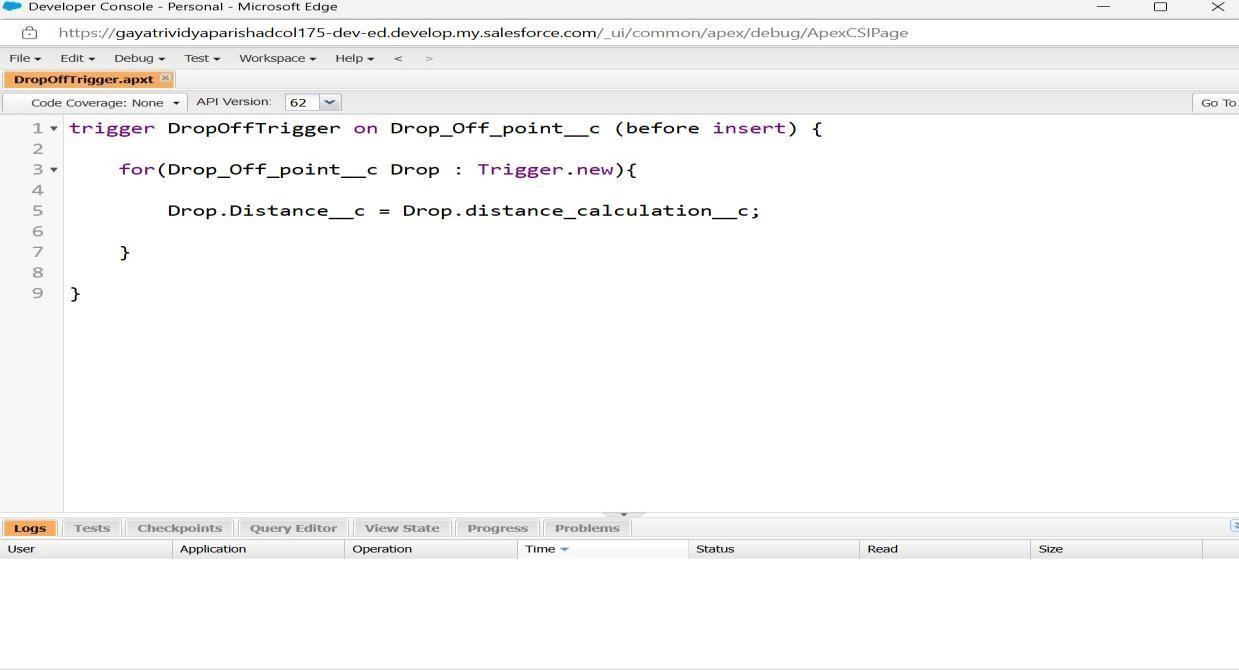 Developer Console - Personal - Microsoft Edge
https://gayatrividyaparishadcol175-dev-ed.develop.my.salesforce.com/_ui/common/apex/debug/ApexCSIPage
File Edit Debug Test Workspace Help < >
DropOffTrigger.apxt
Code Coverage: None API Version: 62 Go To
1 trigger DropOffTrigger on Drop_Off_point__c (before insert) {
2
3 for(Drop_Off_point__c Drop : Trigger.new){
4
5 Drop.Distance__c = Drop.distance_calculation__c;
6
7 }
8
9 }
Logs Tests Checkpoints Query Editor View State Progress Problems
User Application Operation Time Status Read Size